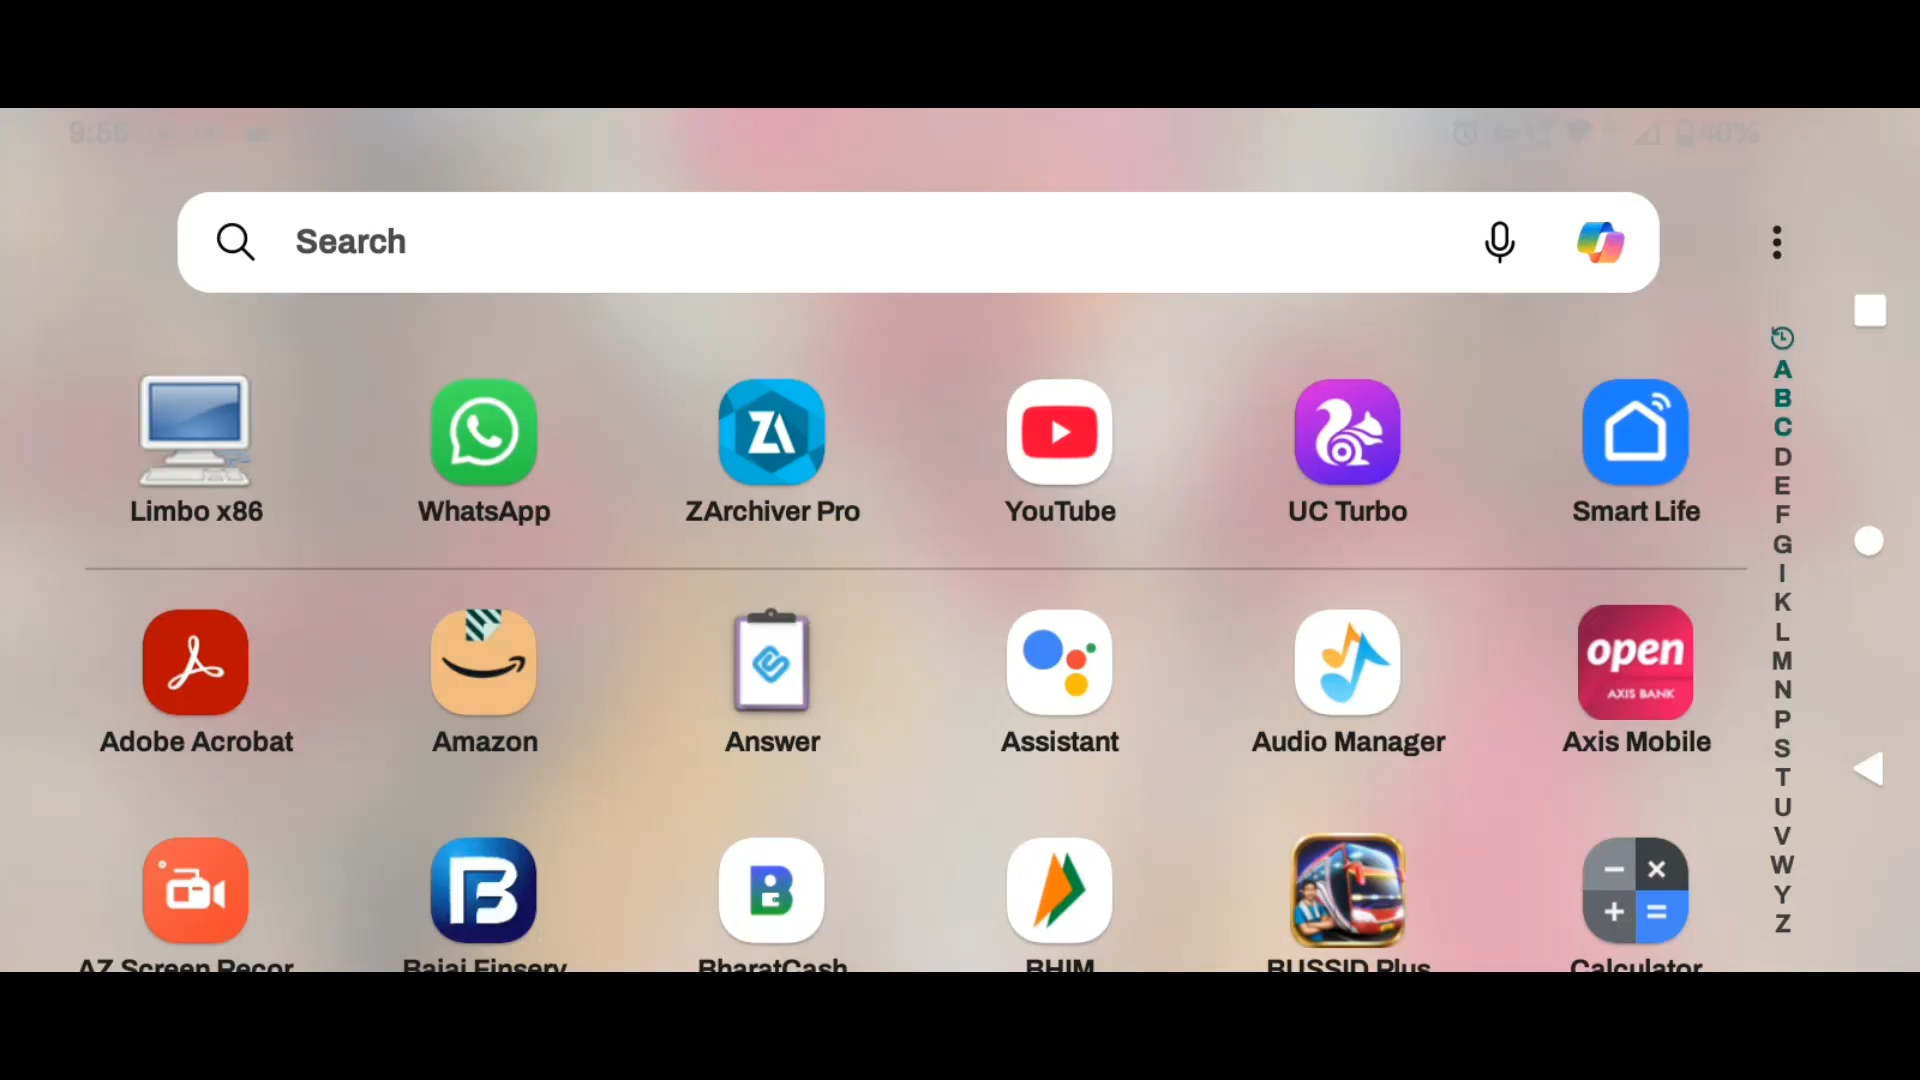 9:56 40%
Search
A
B
C
D
E
F
G
I
K
L
M
N
P
S
T
U
V
W
Y
Z
Limbo x86 WhatsApp ZArchiver Pro YouTube UC Turbo Smart Life
open
AXIS BANK
Adobe Acrobat Amazon Answer Assistant Audio Manager Axis Mobile
AZ Screen Recor Bajaj Finserv BharatCash BHIM BUSSID Plus Calculator